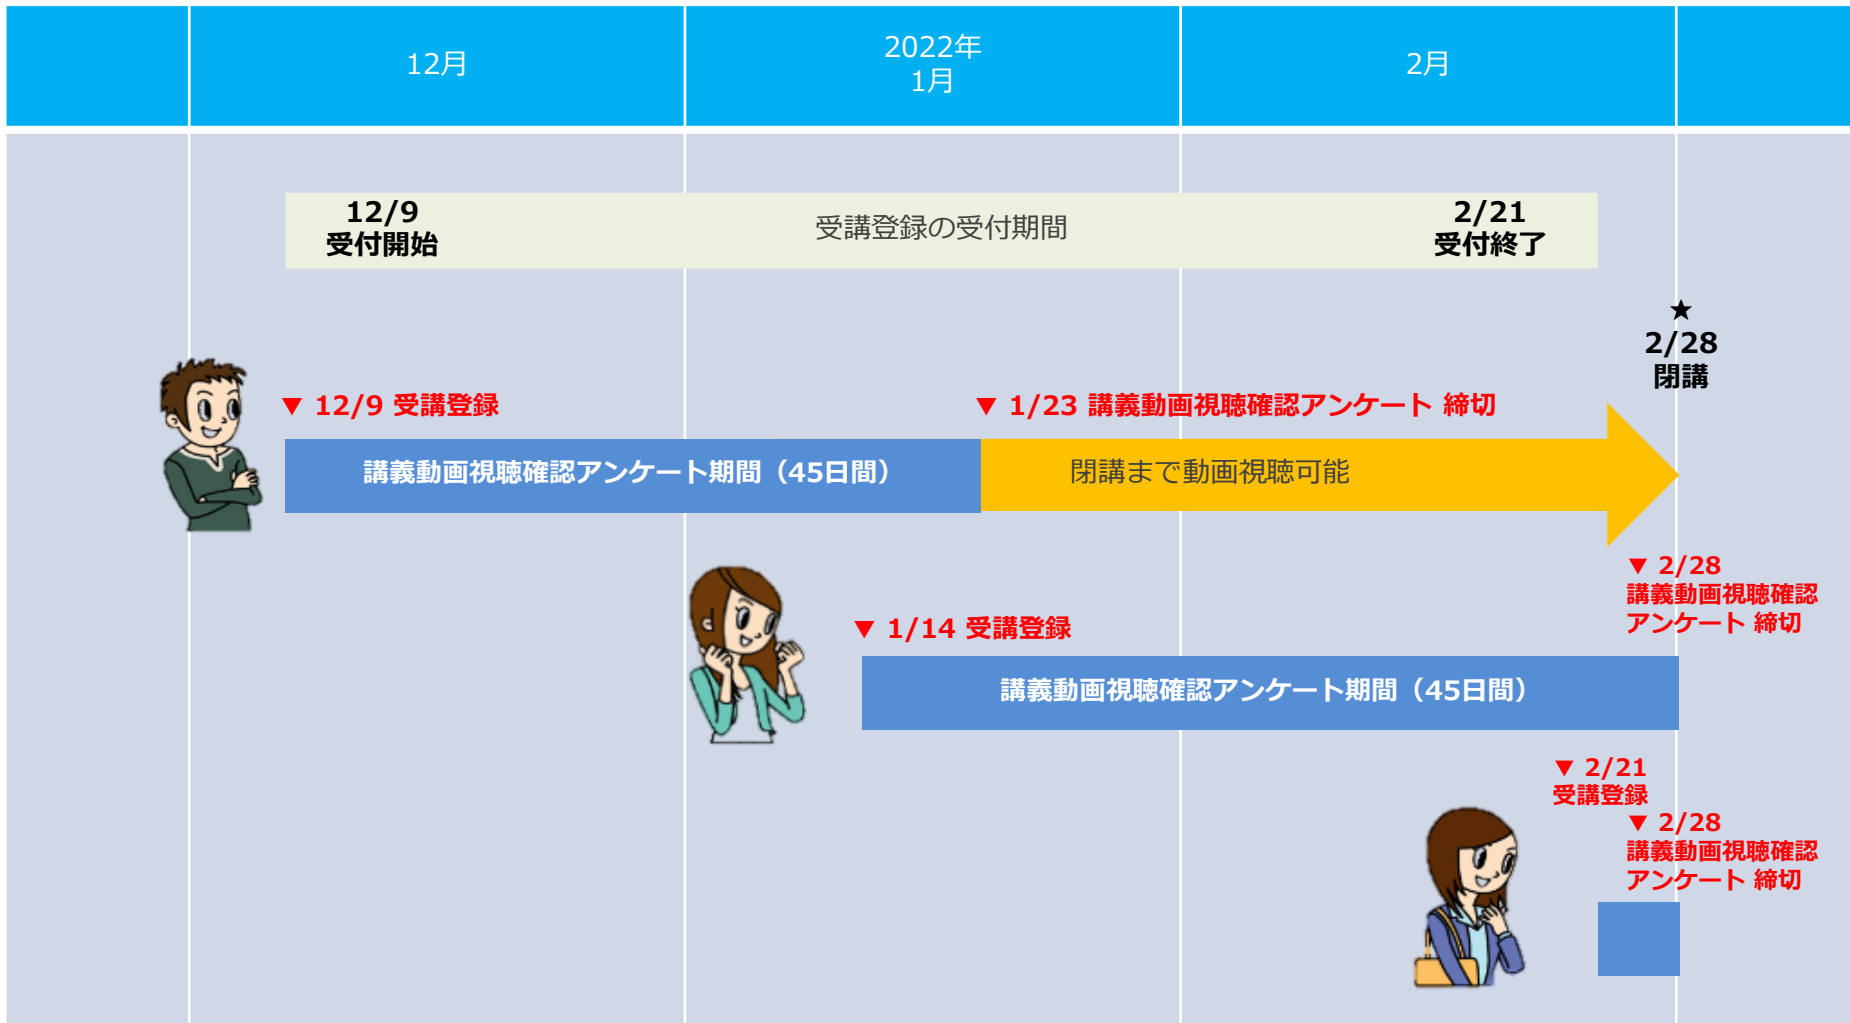 12月
2022年
1月
2月
12/9
受付開始
受講登録の受付期間
2/21
受付終了
★
2/28
閉講
▼ 12/9 受講登録
▼ 1/23 講義動画視聴確認アンケート 締切
講義動画視聴確認アンケート期間（45日間）
閉講まで動画視聴可能
▼ 2/28
講義動画視聴確認
アンケート 締切
▼ 1/14 受講登録
講義動画視聴確認アンケート期間（45日間）
▼ 2/21
受講登録
▼ 2/28
講義動画視聴確認
アンケート 締切